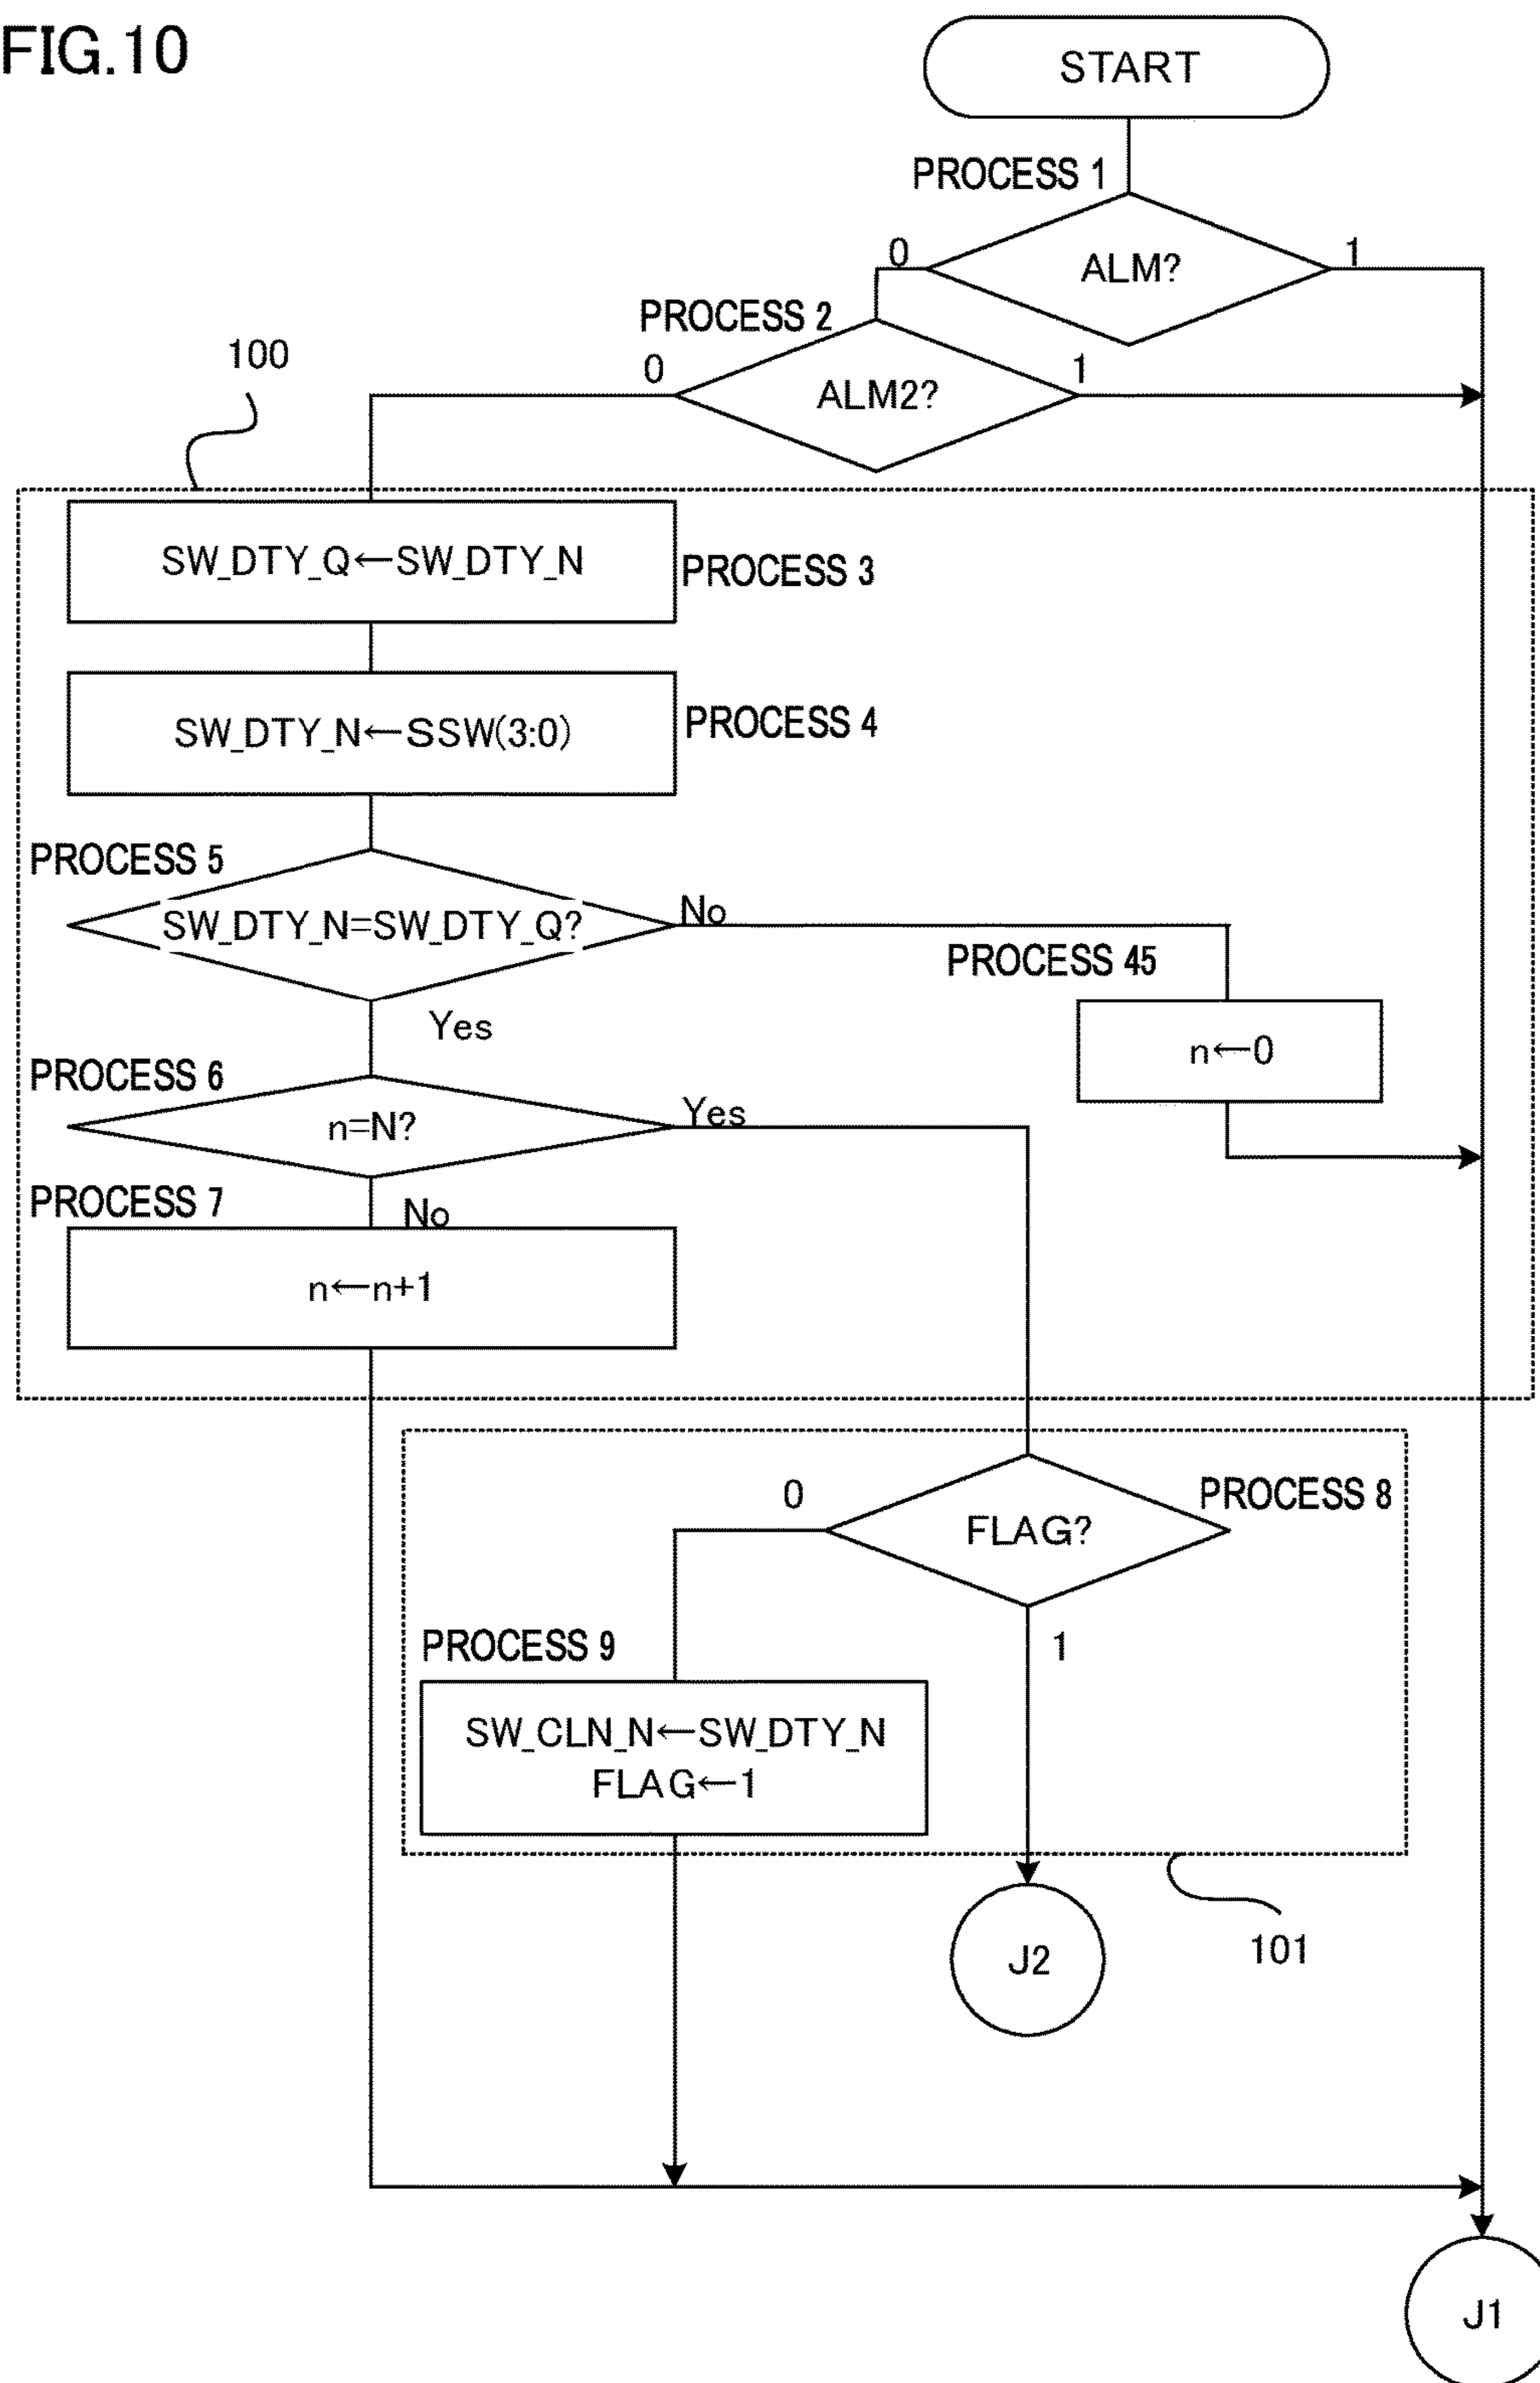 FIG.10
START
PROCESS 1
0
ALM?
1
PROCESS 2
100
0
ALM2?
1
SW_DTY_Q←SW_DTY_N
PROCESS 3
SW_DTY_N←SSW(3:0)
PROCESS 4
PROCESS 5
SW_DTY_N=SW_DTY_Q?
No
PROCESS 45
n←0
Yes
PROCESS 6
n=N?
Yes
PROCESS 7
No
n←n+1
0
PROCESS 8
FLAG?
1
PROCESS 9
SW_CLN_N←SW_DTY_N
FLAG←1
101
J2
J1